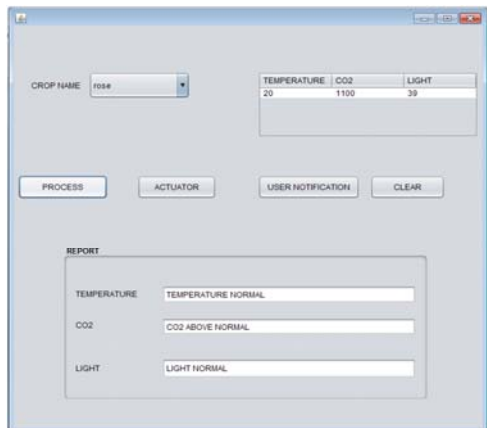 CROP NAME rose
TEMPERATURE CO2 LIGHT
20 1100 39
PROCESS ACTUATOR USER NOTIFICATION CLEAR
REPORT
TEMPERATURE TEMPERATURE NORMAL
CO2 CO2 ABOVE NORMAL
LIGHT LIGHT NORMAL